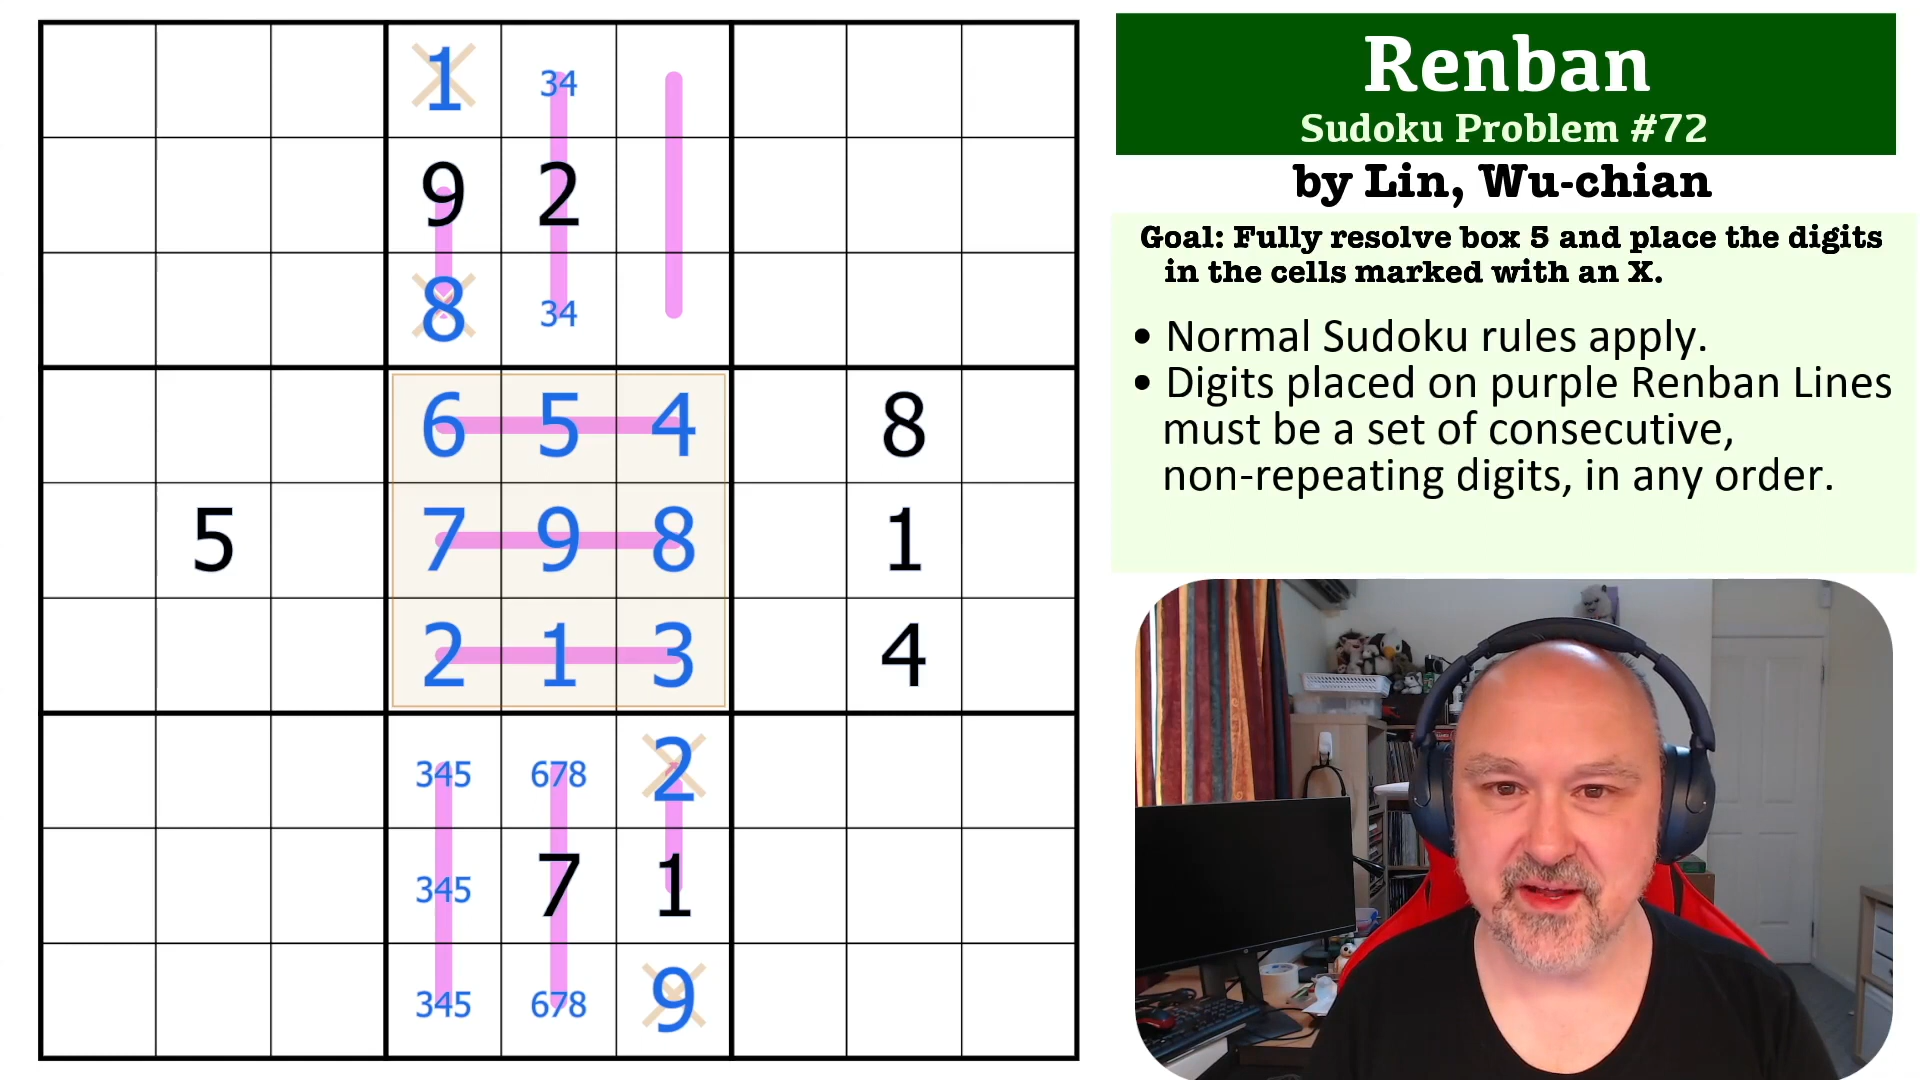 Renban
Sudoku Problem #72
by Lin, Wu-chian
Goal: Fully resolve box 5 and place the digits
in the cells marked with an X.
• Normal Sudoku rules apply.
• Digits placed on purple Renban Lines
must be a set of consecutive,
non-repeating digits, in any order.
1 34
9 2
8 34
6 5 4 8
5 7 9 8 1
2 1 3 4
345 678 2
345 7 1
345 678 9